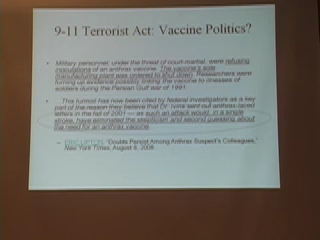 9-11 Terrorist Act: Vaccine Politics?
Military personnel, under the threat of court-martial, were refusing
inoculations of an anthrax vaccine. The vaccine's sole
manufacturing plant was ordered to shut down. Researchers were
turning up evidence possibly linking the vaccine to illnesses of
soldiers during the Persian Gulf war of 1991.
This turmoil has now been cited by federal investigators as a key
part of the reason they believe that Dr. Ivins sent out anthrax-laced
letters in the fall of 2001 — as such an attack would, in a single
stroke, have eliminated the skepticism and second guessing about
the need for an anthrax vaccine.
– ERIC LIPTON, "Doubts Persist Among Anthrax Suspect's Colleagues,"
New York Times, August 8, 2008